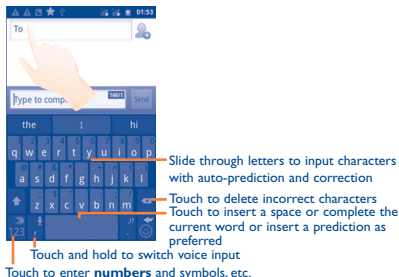 01:53
To
Type to comp
160/1
Send
the I hi
q w e r t y u i o p
Slide through letters to input characters
with auto-prediction and correction
a s d f g h j k l
Touch to delete incorrect characters
z x c v b n m
Touch to insert a space or complete the
current word or insert a prediction as
preferred
123 , .
Touch and hold to switch voice input
Touch to enter numbers and symbols, etc.